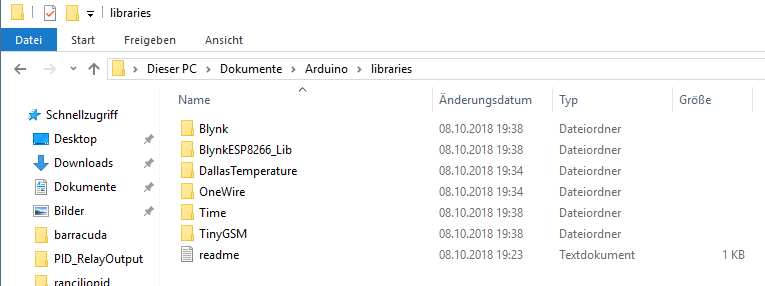 libraries
Datei Start Freigeben Ansicht
Dieser PC Dokumente Arduino libraries
Name Änderungsdatum Typ Größe
Schnellzugriff
Desktop
Downloads
Dokumente
Bilder
barracuda
PID_RelayOutput
ranciliopid
Blynk 08.10.2018 19:38 Dateiordner
BlynkESP8266_Lib 08.10.2018 19:38 Dateiordner
DallasTemperature 08.10.2018 19:34 Dateiordner
OneWire 08.10.2018 19:34 Dateiordner
Time 08.10.2018 19:38 Dateiordner
TinyGSM 08.10.2018 19:38 Dateiordner
readme 08.10.2018 19:23 Textdokument 1 KB